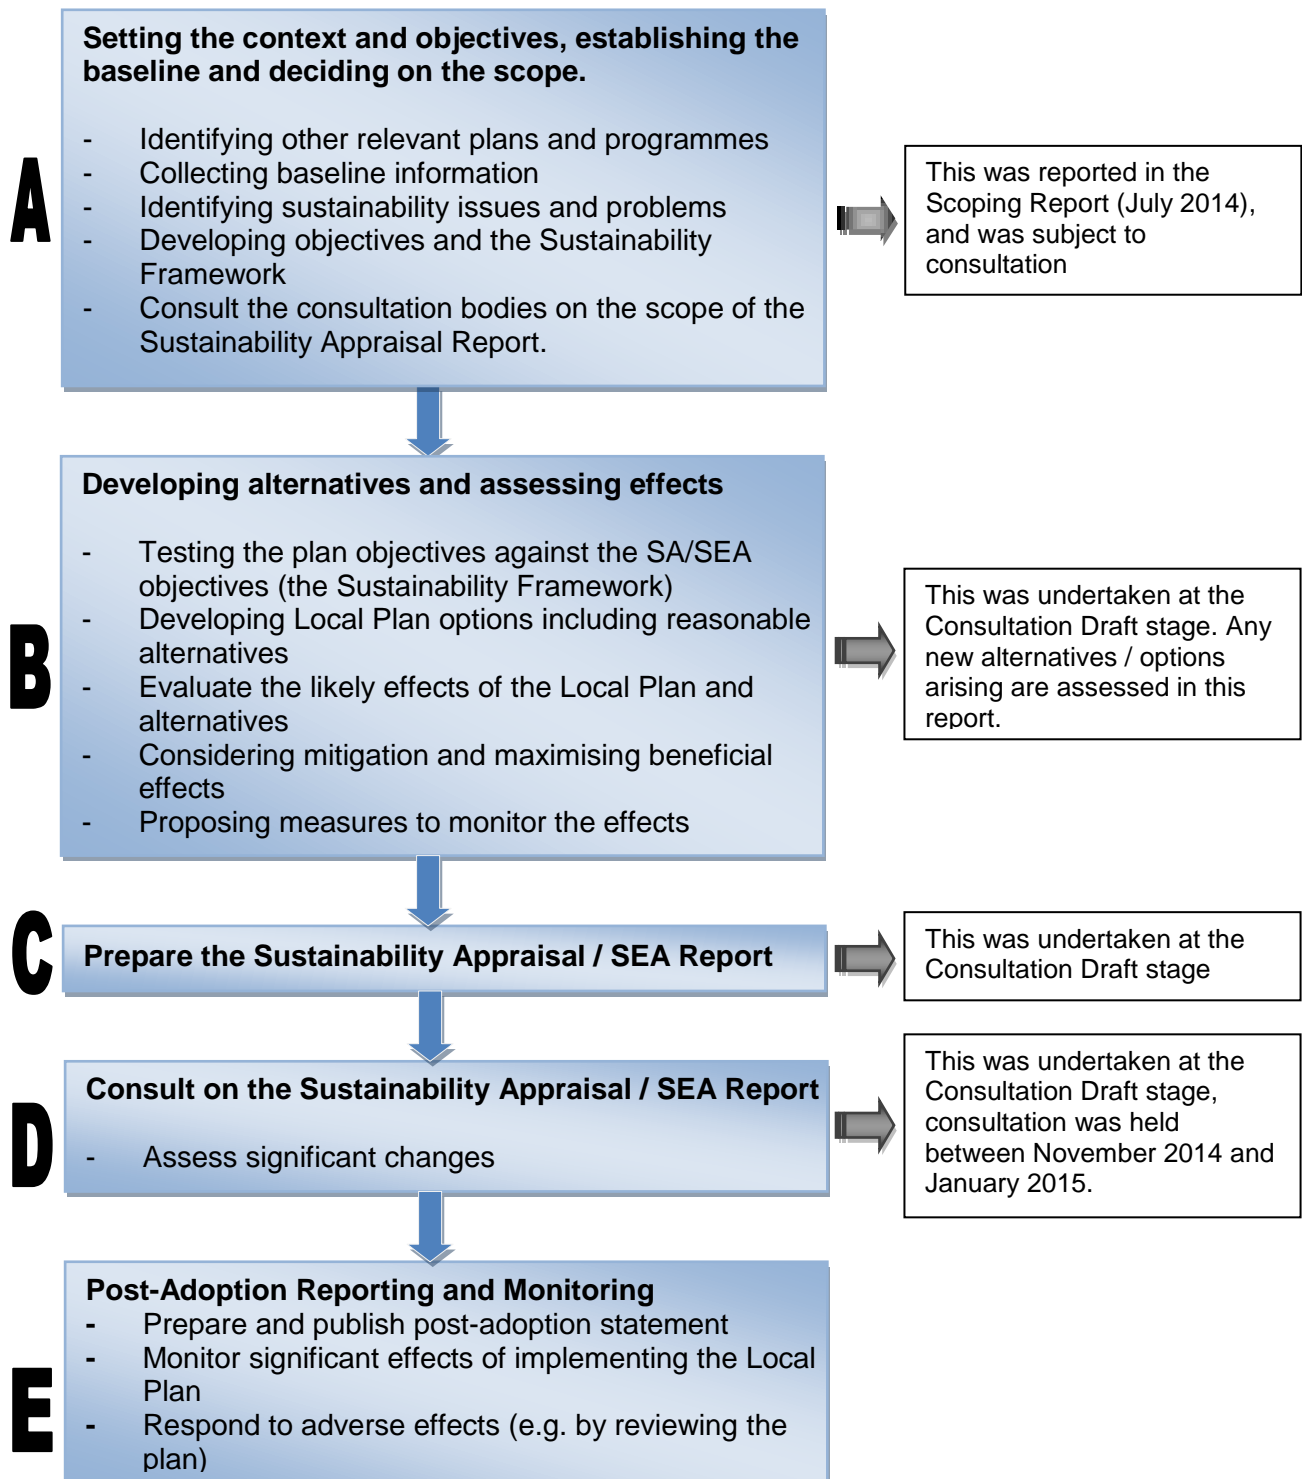 A
Setting the context and objectives, establishing the
baseline and deciding on the scope.
- Identifying other relevant plans and programmes
- Collecting baseline information
- Identifying sustainability issues and problems
- Developing objectives and the Sustainability
Framework
- Consult the consultation bodies on the scope of the
Sustainability Appraisal Report.
This was reported in the
Scoping Report (July 2014),
and was subject to
consultation
B
Developing alternatives and assessing effects
- Testing the plan objectives against the SA/SEA
objectives (the Sustainability Framework)
- Developing Local Plan options including reasonable
alternatives
- Evaluate the likely effects of the Local Plan and
alternatives
- Considering mitigation and maximising beneficial
effects
- Proposing measures to monitor the effects
This was undertaken at the
Consultation Draft stage. Any
new alternatives / options
arising are assessed in this
report.
C
Prepare the Sustainability Appraisal / SEA Report
This was undertaken at the
Consultation Draft stage
D
Consult on the Sustainability Appraisal / SEA Report
- Assess significant changes
This was undertaken at the
Consultation Draft stage,
consultation was held
between November 2014 and
January 2015.
E
Post-Adoption Reporting and Monitoring
- Prepare and publish post-adoption statement
- Monitor significant effects of implementing the Local
Plan
- Respond to adverse effects (e.g. by reviewing the
plan)